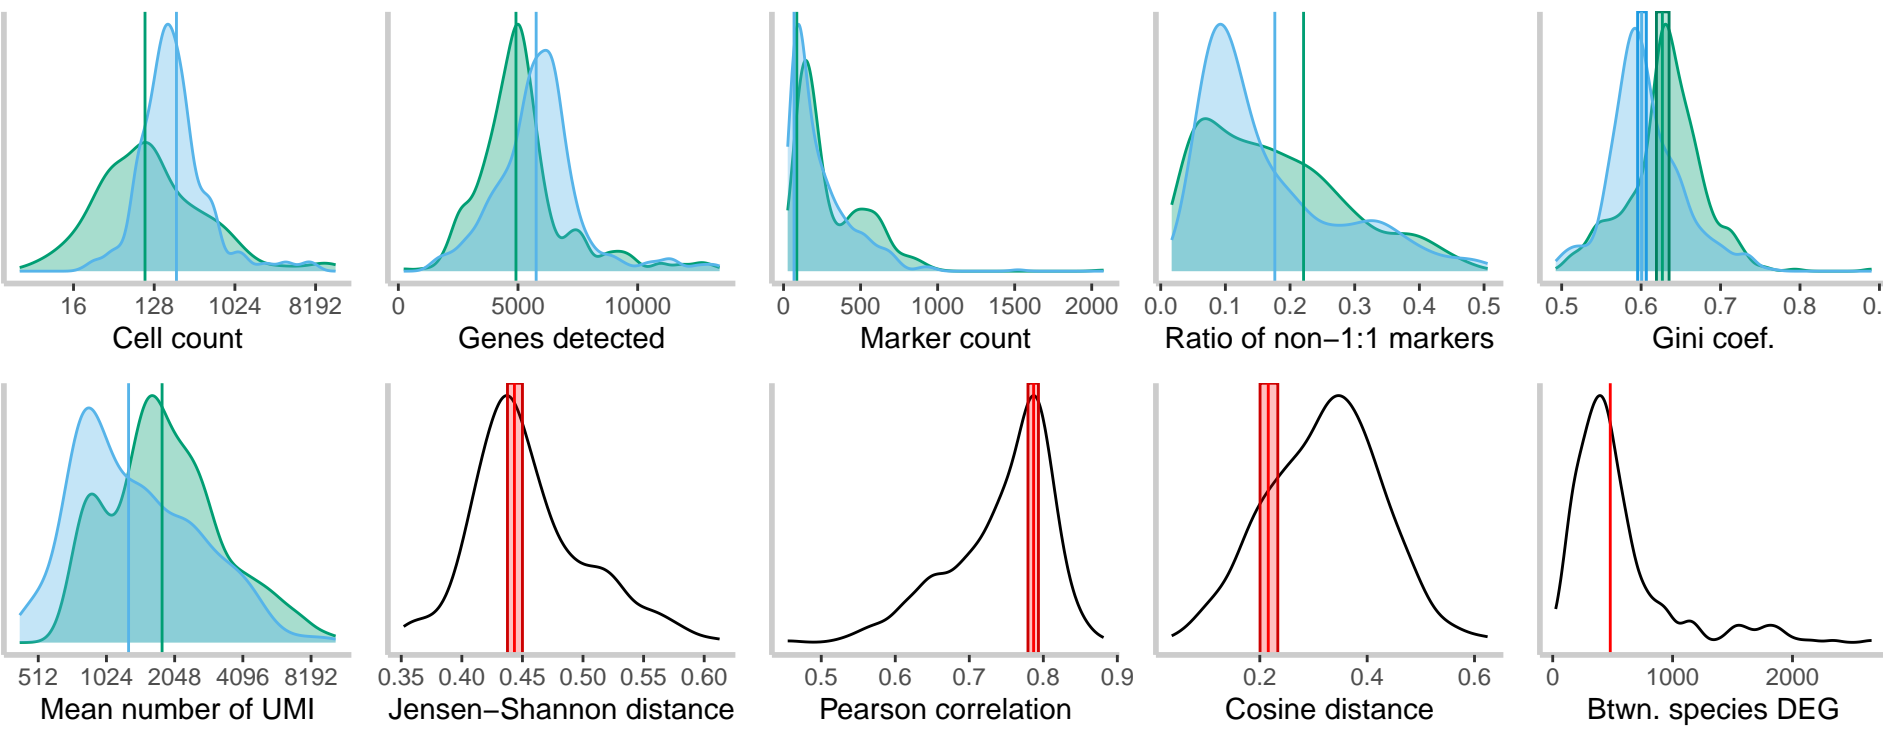 16 128 1024 8192
Cell count
0 5000 10000
Genes detected
0 500 1000 1500 2000
Marker count
0.0 0.1 0.2 0.3 0.4 0.5
Ratio of non−1:1 markers
0.5 0.6 0.7 0.8 0.
Gini coef.
512 1024 2048 4096 8192
Mean number of UMI
0.35 0.40 0.45 0.50 0.55 0.60
Jensen−Shannon distance
0.5 0.6 0.7 0.8 0.9
Pearson correlation
0.2 0.4 0.6
Cosine distance
0 1000 2000
Btwn. species DEG